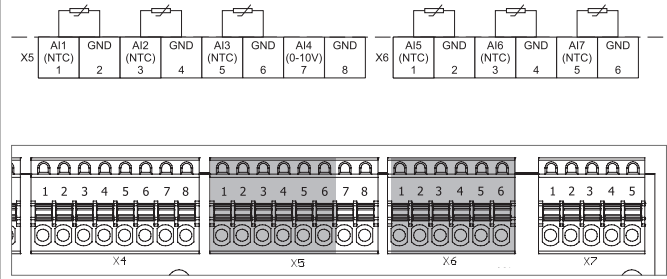 AI1 GND AI2 GND AI3 GND AI4 GND AI5 GND AI6 GND AI7 GND
X5 (NTC) (NTC) (NTC) (0-10V) X6 (NTC) (NTC) (NTC)
1 2 3 4 5 6 7 8 1 2 3 4 5 6
1 2 3 4 5 6 7 8 1 2 3 4 5 6 7 8 1 2 3 4 5 6 1 2 3 4 5
X4 X5 X6 X7